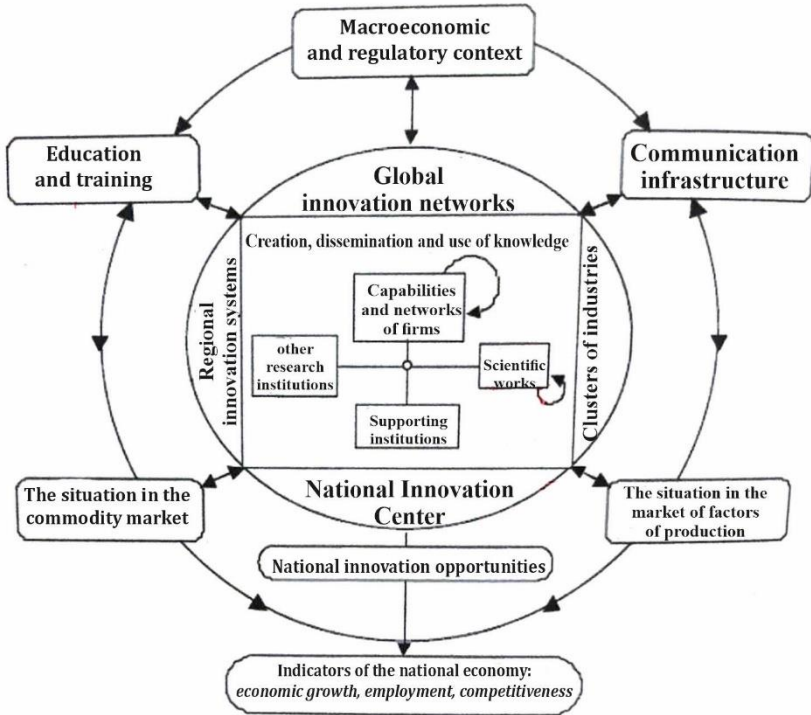 Macroeconomic
and regulatory context
Education
and training
Communication
infrastructure
Global
innovation networks
Creation, dissemination and use of knowledge
Regional
innovation systems
Capabilities
and networks
of firms
other
research
institutions
Scientific
works
Supporting
institutions
Clusters of industries
The situation in the
commodity market
National Innovation
Center
The situation in the
market of factors
of production
National innovation opportunities
Indicators of the national economy:
economic growth, employment, competitiveness